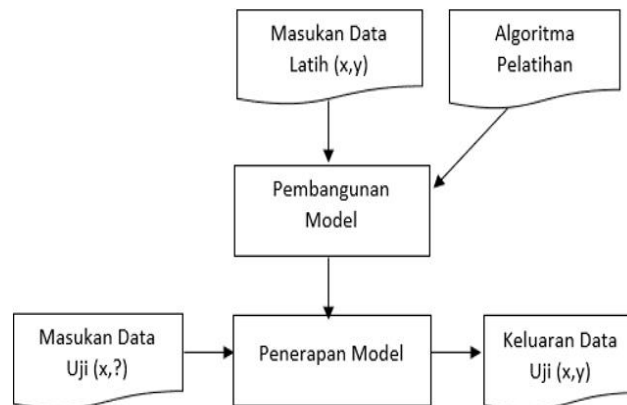 Masukan Data
Latih (x,y)
Algoritma
Pelatihan
Pembangunan
Model
Masukan Data
Uji (x,?)
Penerapan Model
Keluaran Data
Uji (x,y)